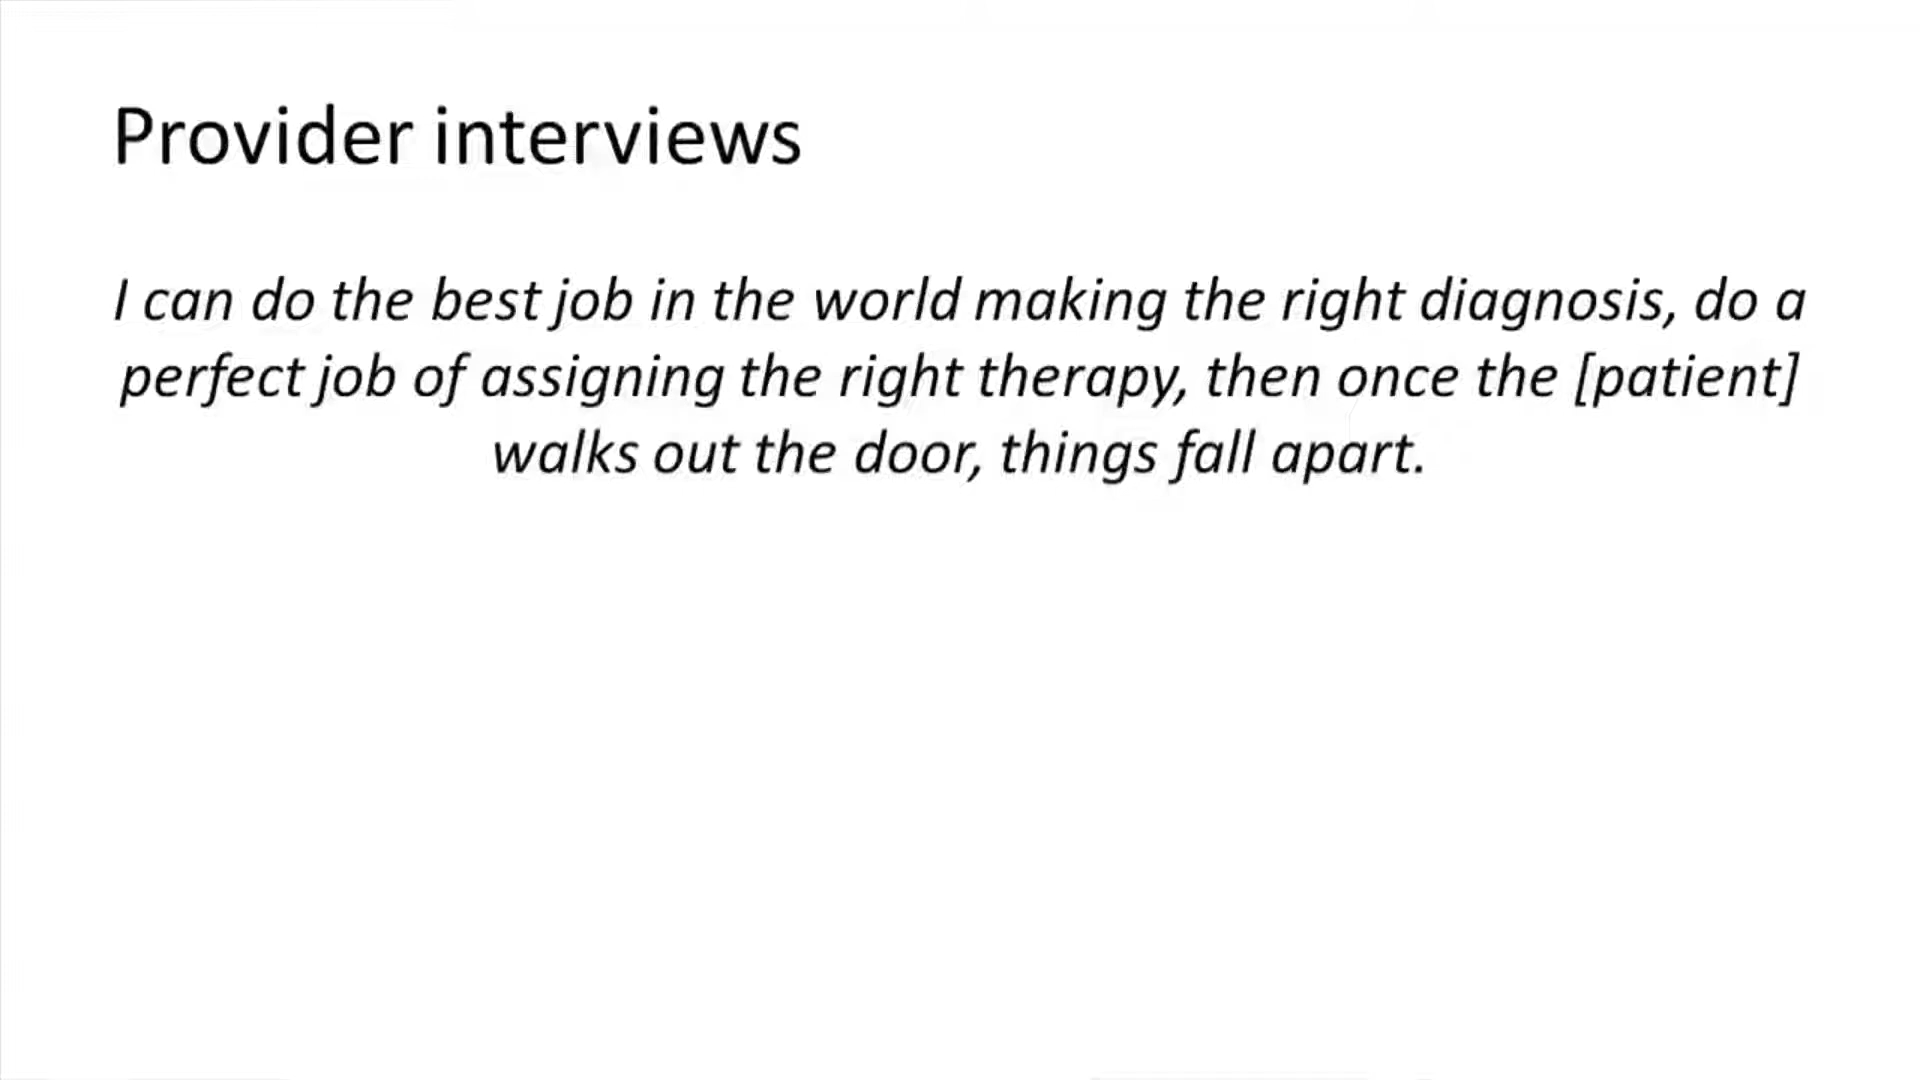 Provider interviews
I can do the best job in the world making the right diagnosis, do a
perfect job of assigning the right therapy, then once the [patient]
walks out the door, things fall apart.